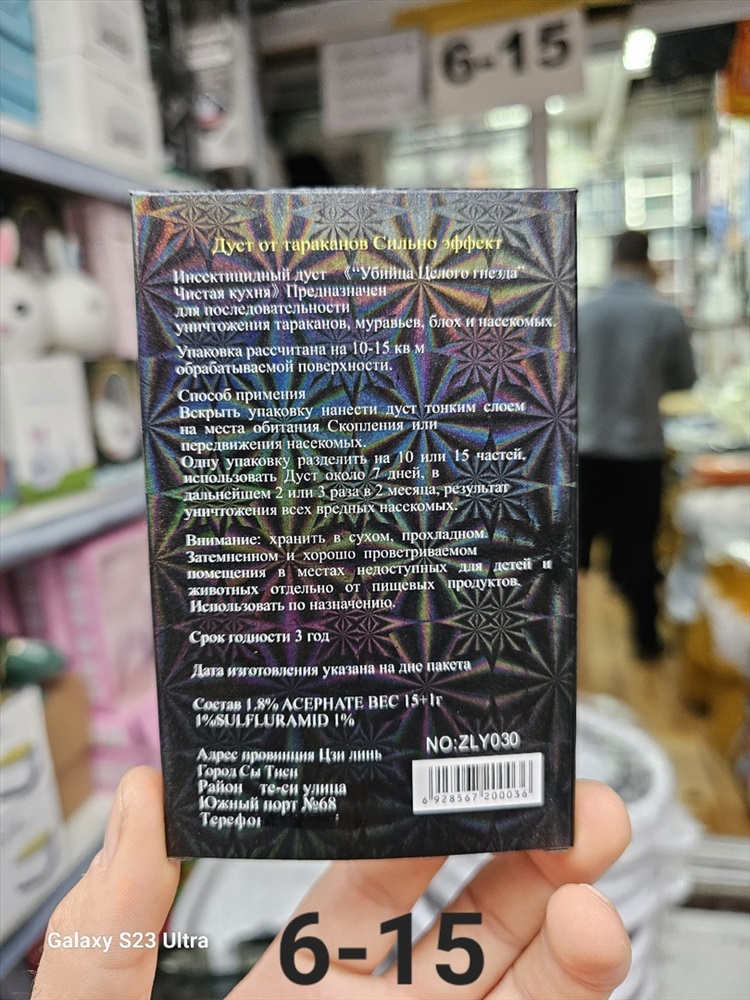 6-15
Дуст от тараканов Сильно эффект
Инсектицидный дуст 《“Убийца Целого гнезда”
Чистая кухня》 Предназначен
для последовательности
уничтожения тараканов, муравьев, блох и насекомых.
Упаковка рассчитана на 10-15 кв м
обрабатываемой поверхности.
Способ примения
Вскрыть упаковку нанести дуст тонким слоем
на места обитания Скопления или
передвижения насекомых.
Одну упаковку разделить на 10 или 15 частей,
использовать Дуст около 7 дней, в
дальнейшем 2 или 3 раза в 2 месяца, результат
уничтожения всех вредных насекомых.
Внимание: хранить в сухом, прохладном.
Затемненном и хорошо проветриваемом
помещения в местах недоступных для детей и
животных отдельно от пищевых продуктов.
Использовать по назначению.
Срок годности 3 год
Дата изготовления указана на дне пакета
Состав 1.8% ACEPHATE ВЕС 15+1г
1%SULFLURAMID 1%
Адрес провинция Цзи линь
Город Сы Тиси
Район те-си улица
Южный порт №68
Терефон
NO:ZLY030
6 928567 200036
Galaxy S23 Ultra
6-15